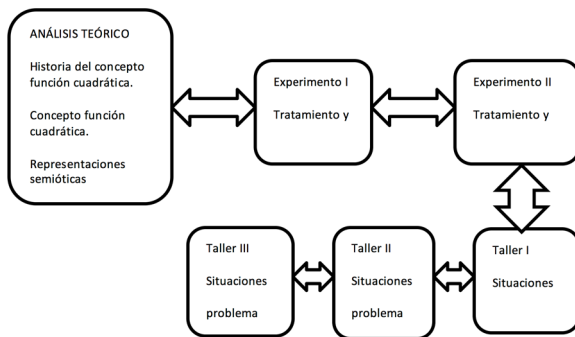 ANÁLISIS TEÓRICO
Historia del concepto
función cuadrática.
Concepto función
cuadrática.
Representaciones
semióticas
Experimento I
Tratamiento y
Experimento II
Tratamiento y
Taller III
Situaciones
problema
Taller II
Situaciones
problema
Taller I
Situaciones